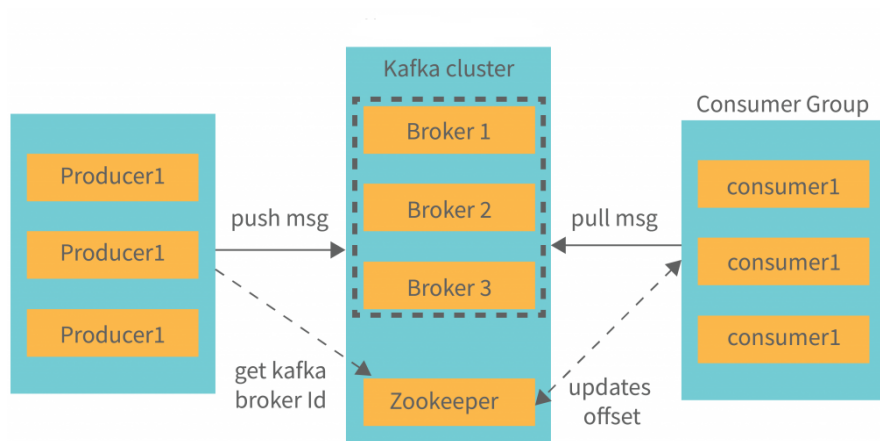 Kafka cluster
Consumer Group
Producer1
Producer1
Producer1
push msg
get kafka
broker Id
Broker 1
Broker 2
Broker 3
Zookeeper
pull msg
updates
offset
consumer1
consumer1
consumer1